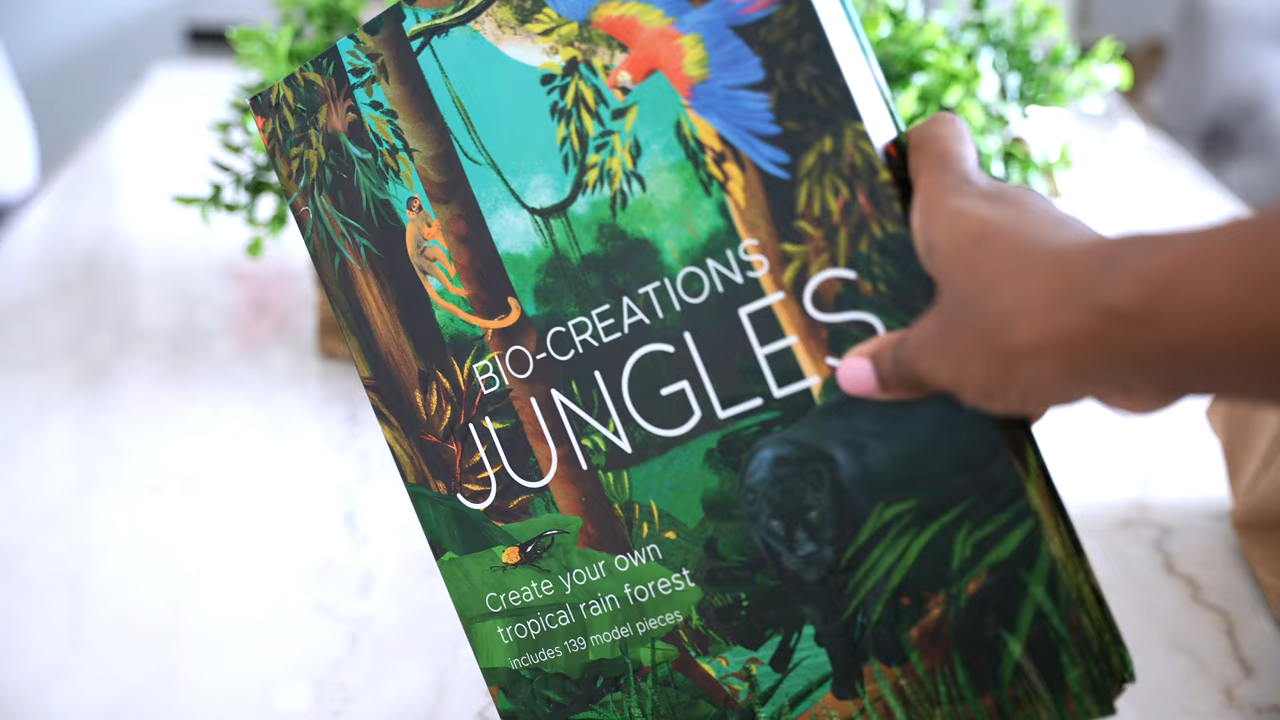 BIO-CREATIONS
JUNGLES
Create your own
tropical rain forest
includes 139 model pieces